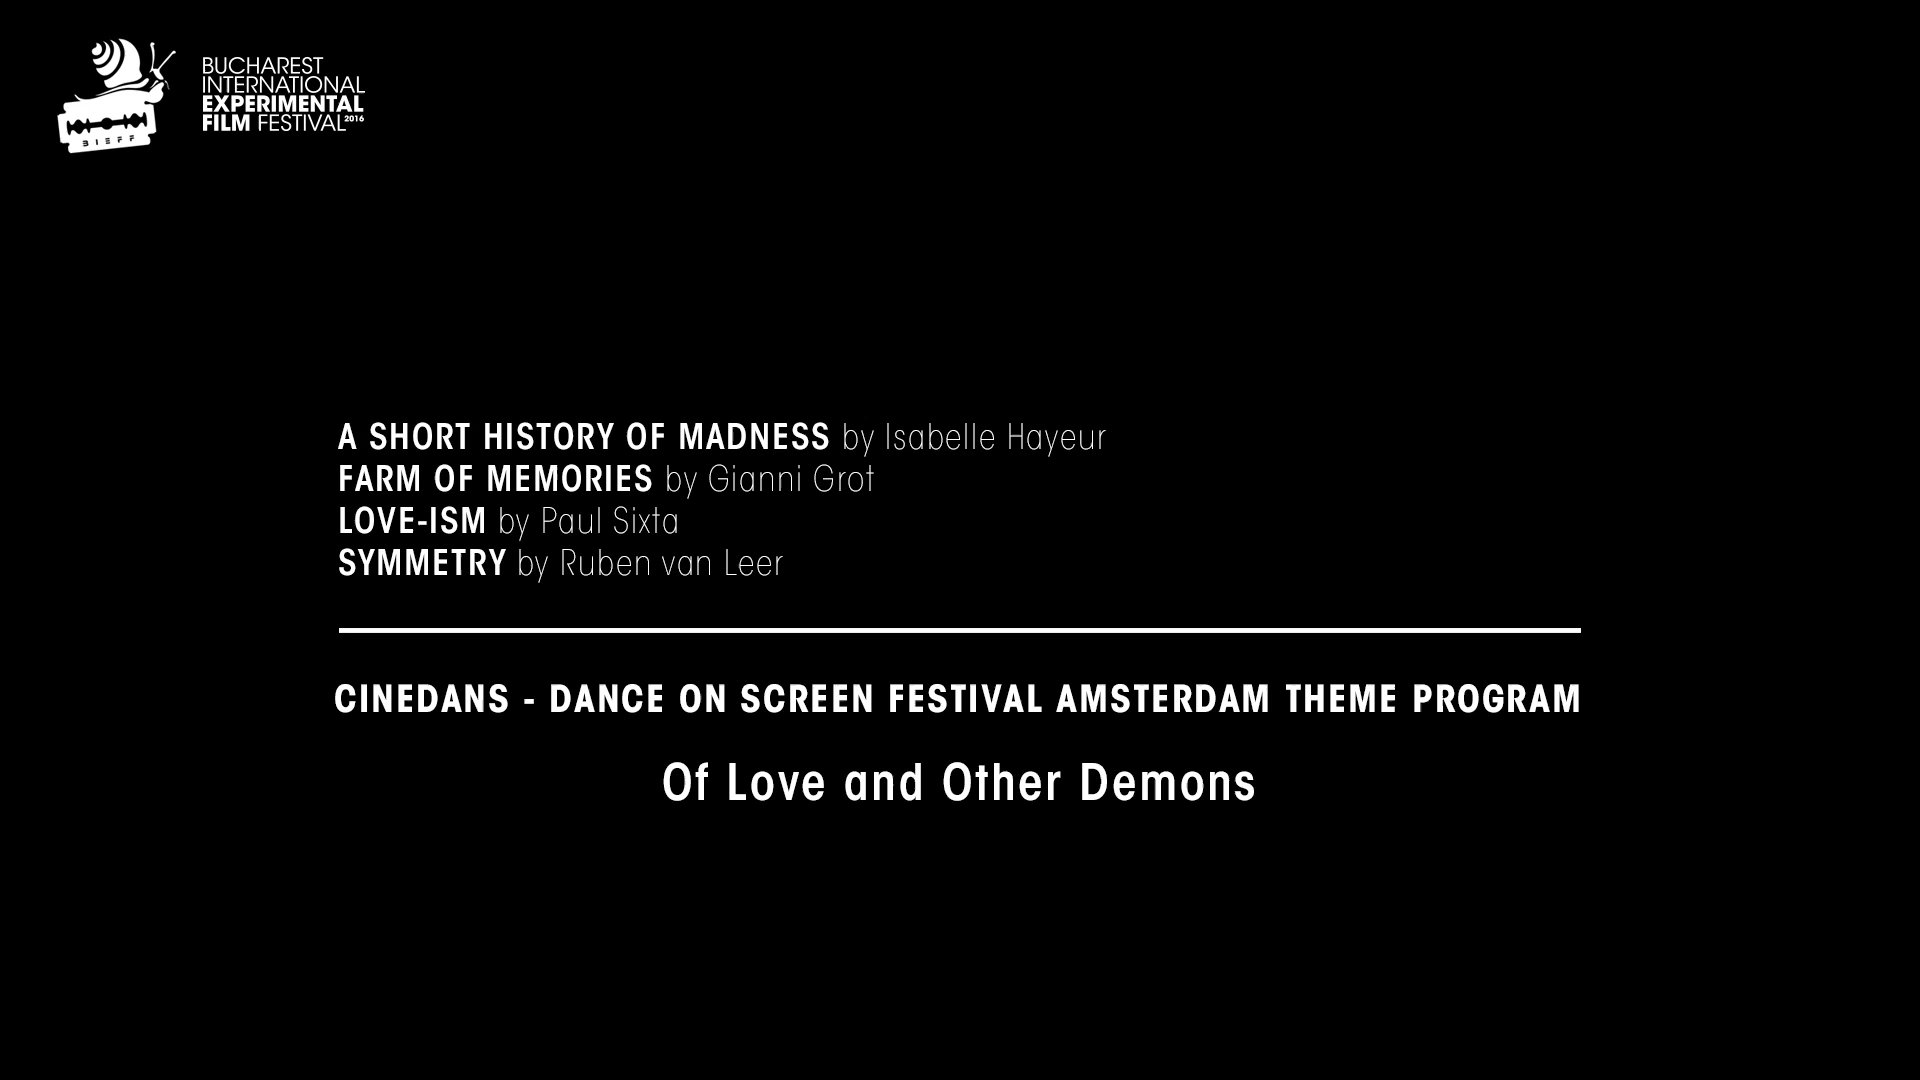 BUCHAREST
INTERNATIONAL
EXPERIMENTAL
FILM FESTIVAL 2016
BIEFF
A SHORT HISTORY OF MADNESS by Isabelle Hayeur
FARM OF MEMORIES by Gianni Grot
LOVE-ISM by Paul Sixta
SYMMETRY by Ruben van Leer
CINEDANS - DANCE ON SCREEN FESTIVAL AMSTERDAM THEME PROGRAM
Of Love and Other Demons